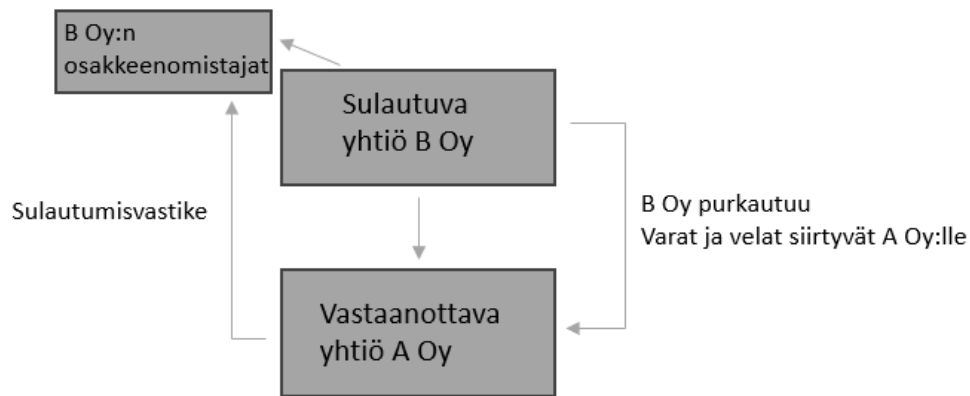 B Oy:n
osakkeenomistajat
Sulautuva
yhtiö B Oy
Sulautumisvastike
B Oy purkautuu
Varat ja velat siirtyvät A Oy:lle
Vastaanottava
yhtiö A Oy